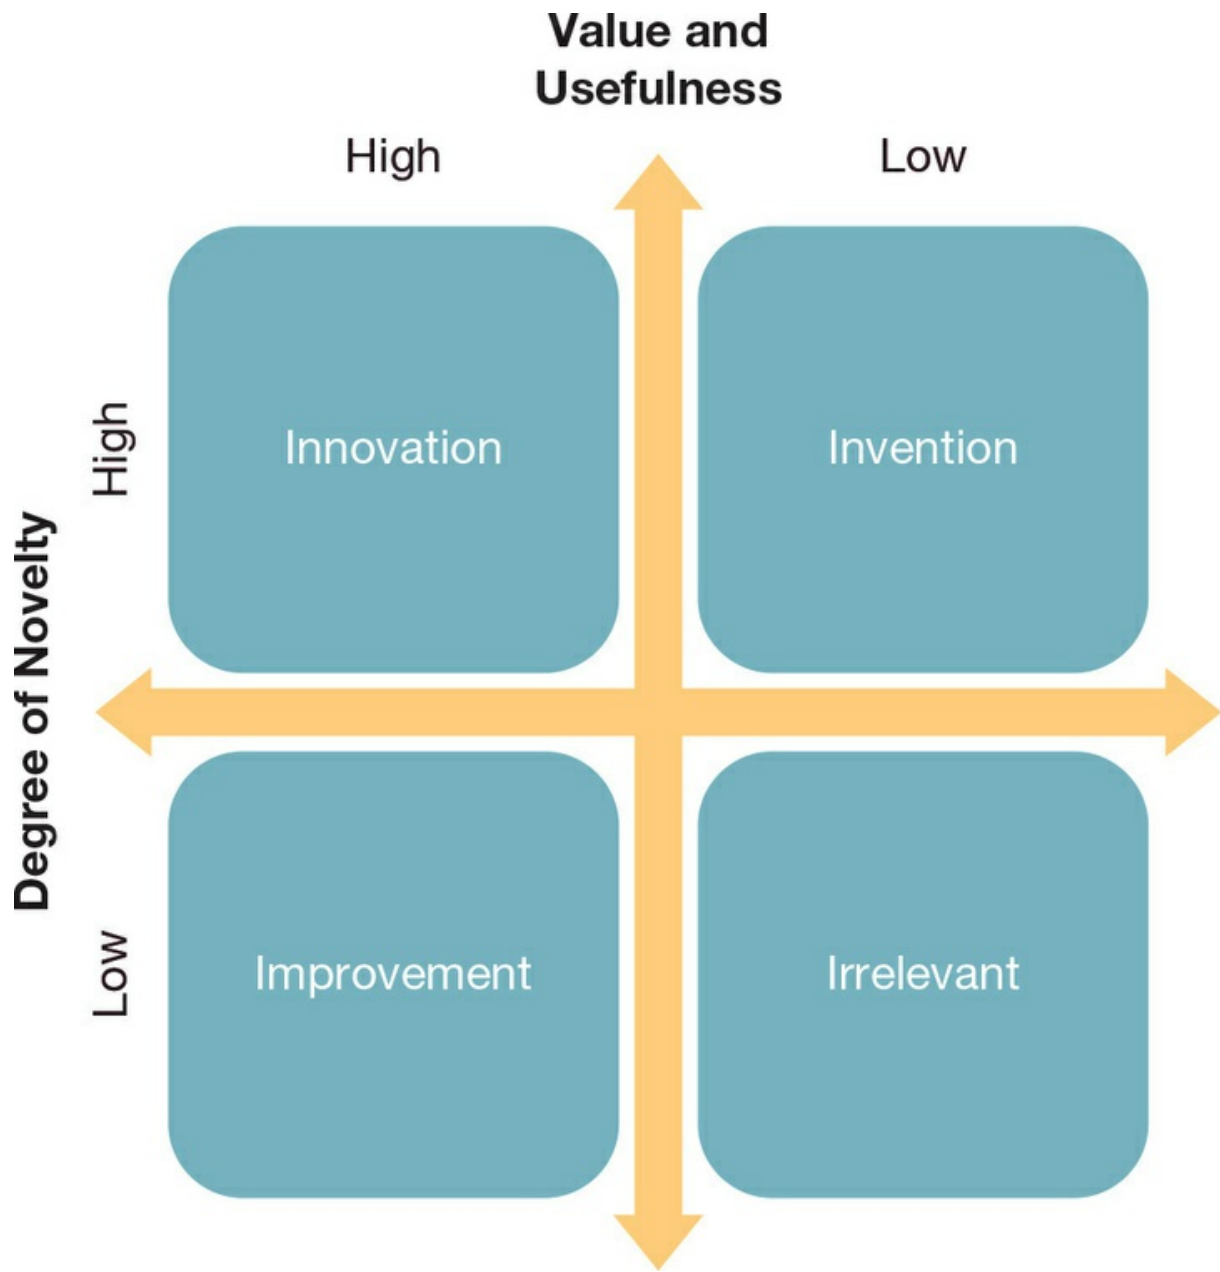 Value and
Usefulness
High
Low
High
Innovation
Invention
Degree of Novelty
Low
Improvement
Irrelevant